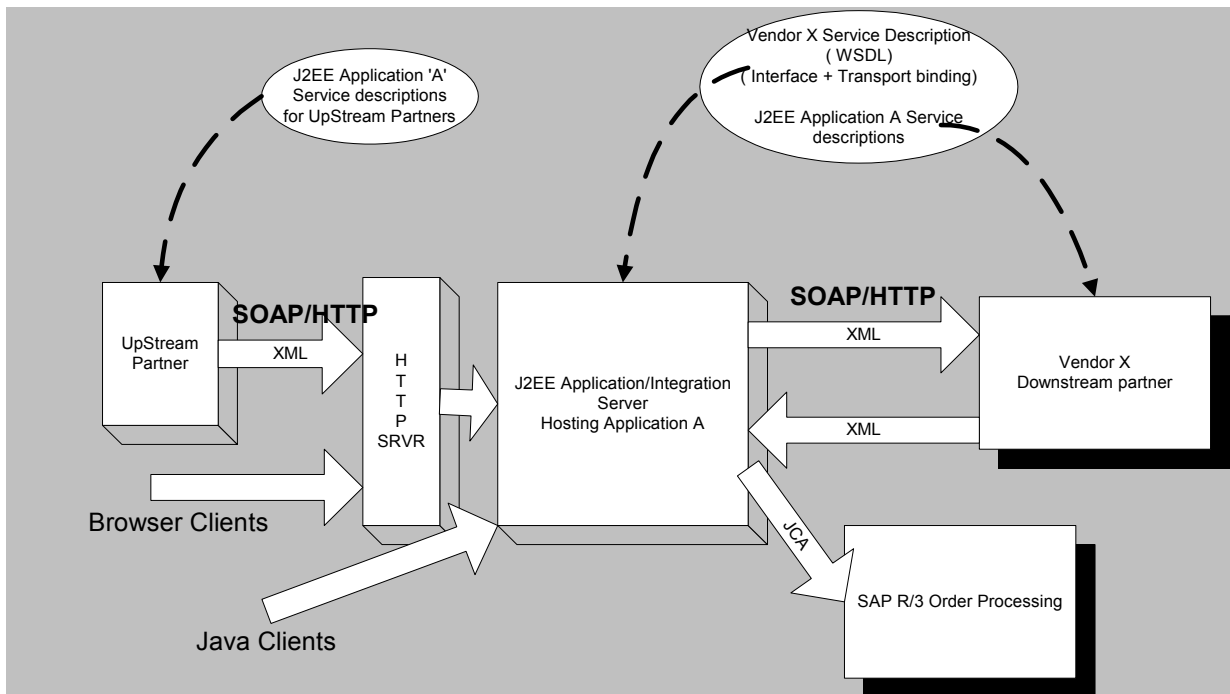 J2EE Application 'A'
Service descriptions
for UpStream Partners
Vendor X Service Description
( WSDL)
( Interface + Transport binding)
J2EE Application A Service
descriptions
UpStream
Partner
SOAP/HTTP
XML
H
T
T
P
SRVR
J2EE Application/Integration
Server
Hosting Application A
SOAP/HTTP
XML
XML
Vendor X
Downstream partner
Browser Clients
Java Clients
JCA
SAP R/3 Order Processing